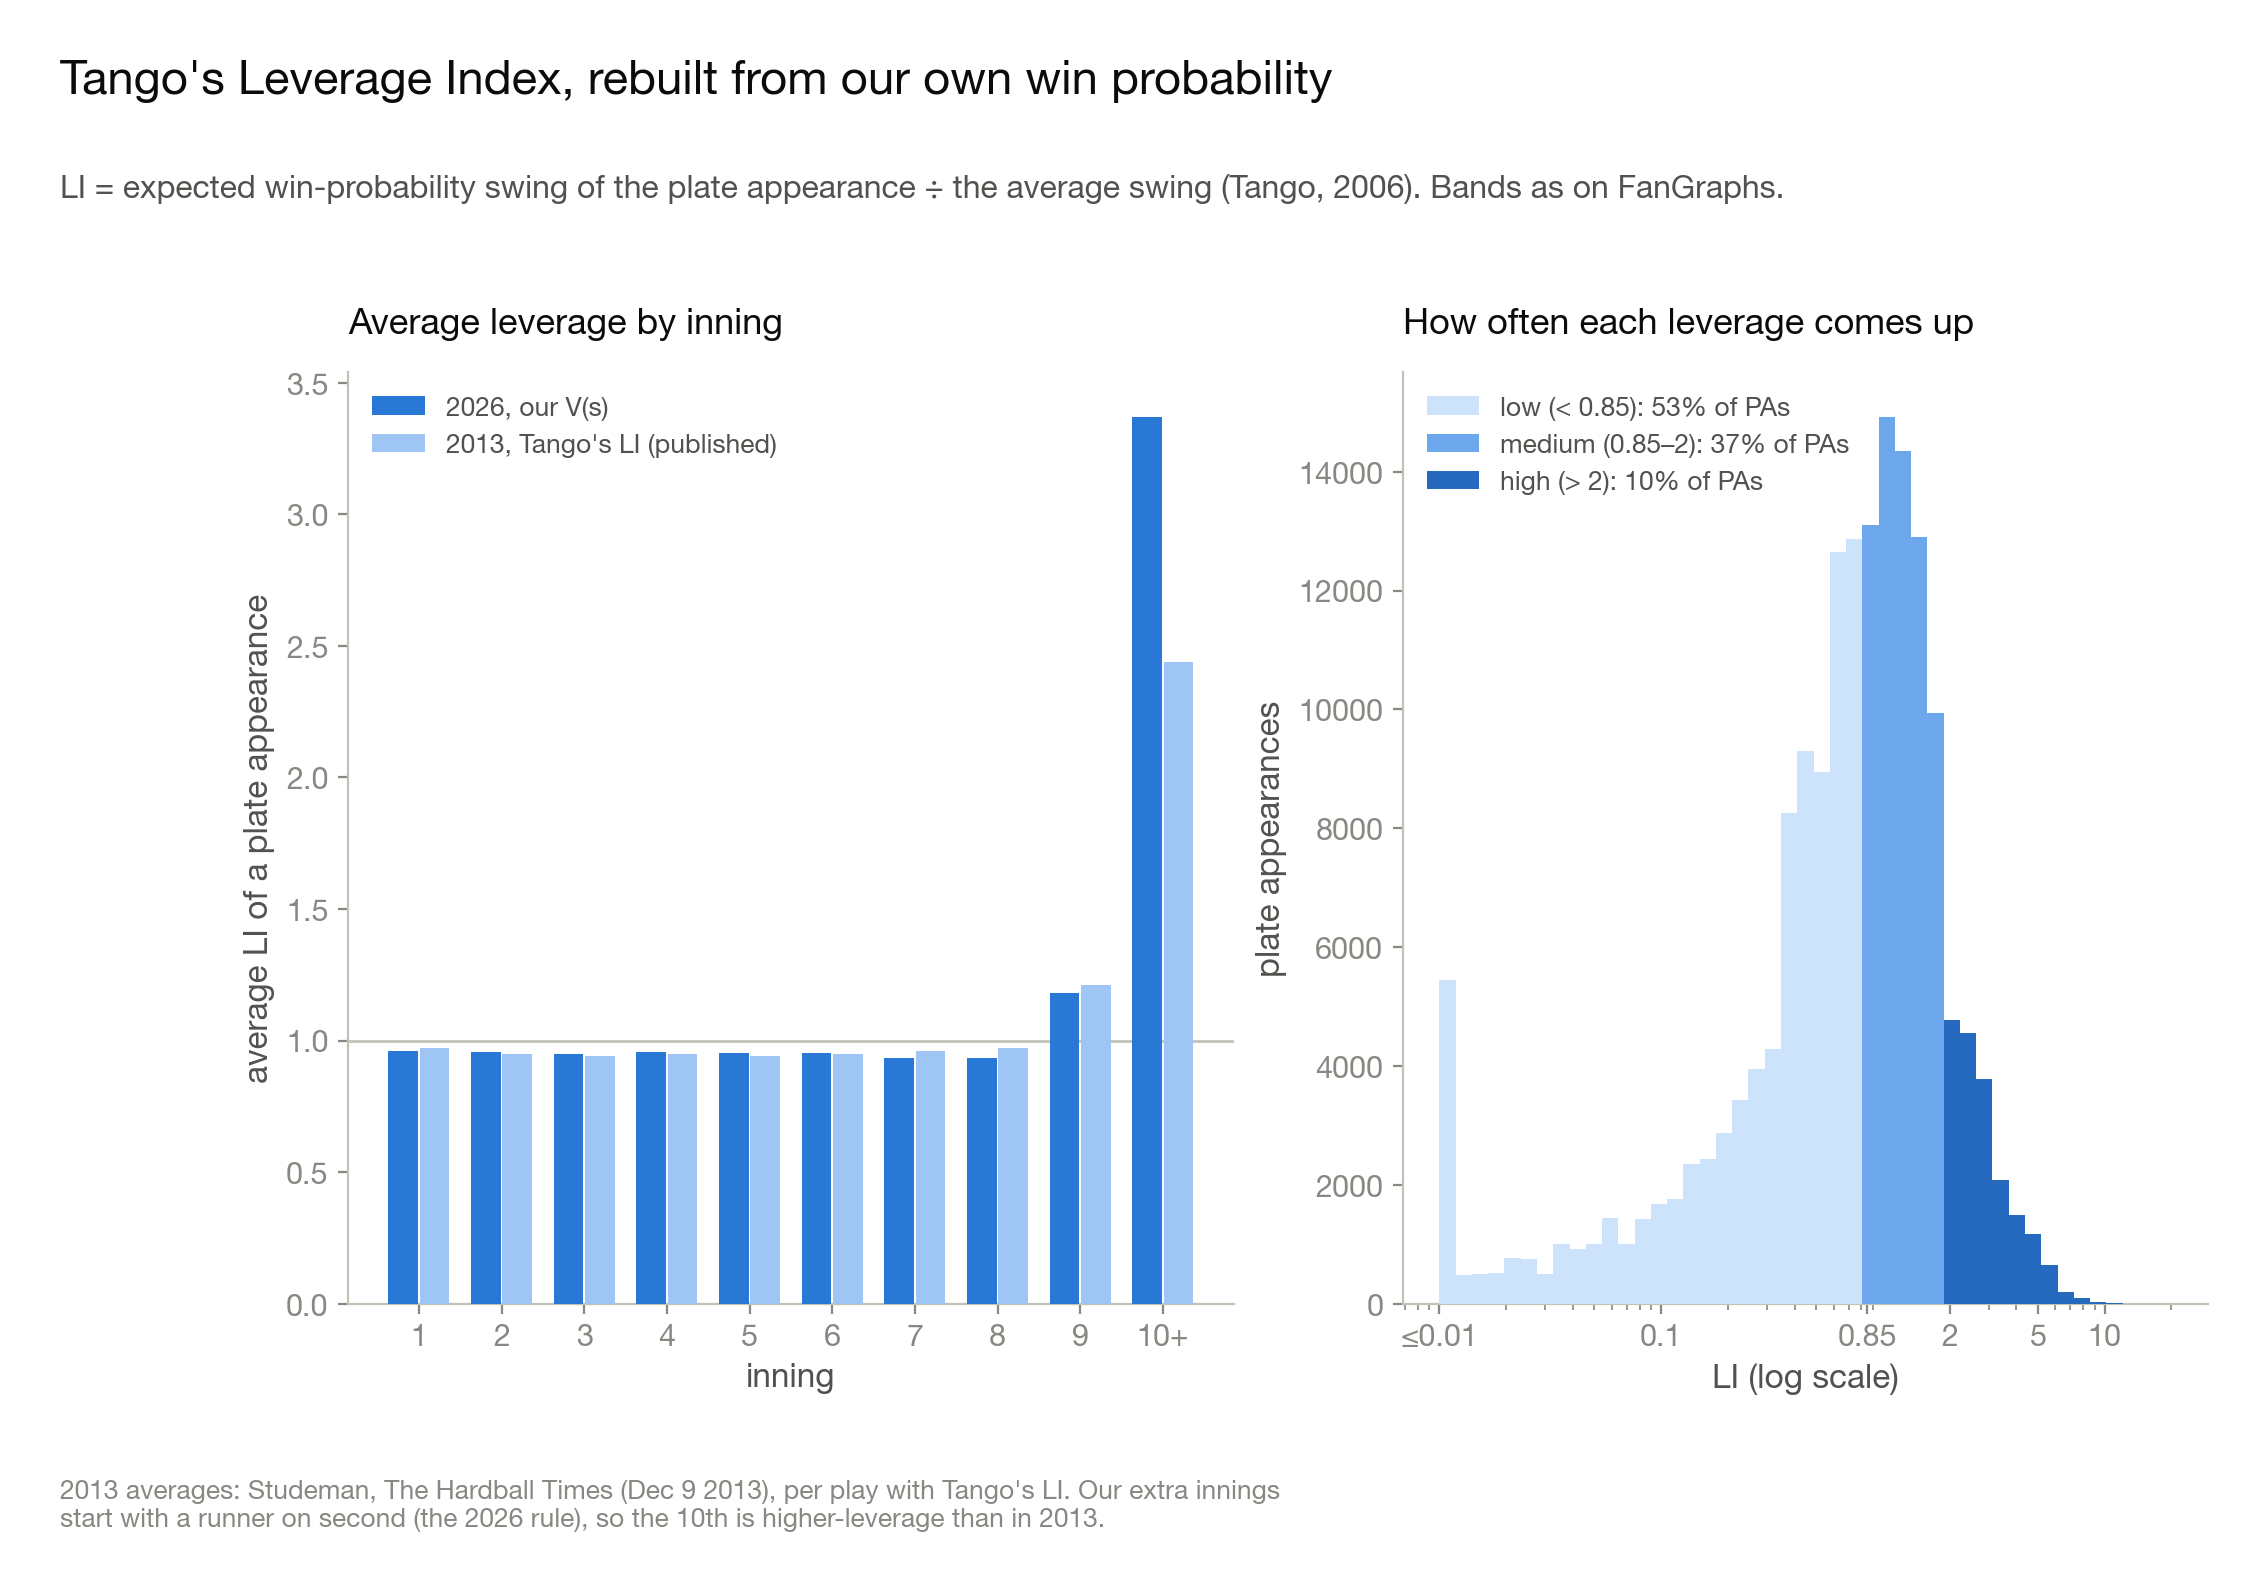 Tango's Leverage Index, rebuilt from our own win probability
LI = expected win-probability swing of the plate appearance ÷ the average swing (Tango, 2006). Bands as on FanGraphs.
Average leverage by inning
2026, our V(s)
2013, Tango's LI (published)
average LI of a plate appearance
3.5
3.0
2.5
2.0
1.5
1.0
0.5
0.0
1 2 3 4 5 6 7 8 9 10+
inning
How often each leverage comes up
low (< 0.85): 53% of PAs
medium (0.85–2): 37% of PAs
high (> 2): 10% of PAs
plate appearances
14000
12000
10000
8000
6000
4000
2000
0
≤0.01 0.1 0.85 2 5 10
LI (log scale)
2013 averages: Studeman, The Hardball Times (Dec 9 2013), per play with Tango's LI. Our extra innings
start with a runner on second (the 2026 rule), so the 10th is higher-leverage than in 2013.